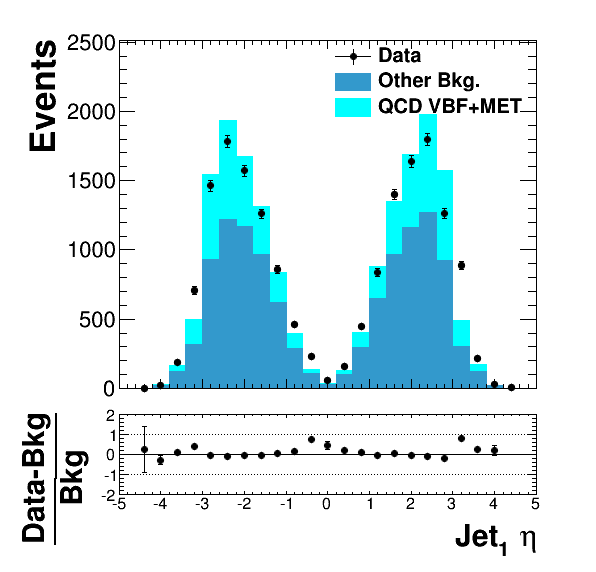 Events
2500
2000
1500
1000
500
0
Data
Other Bkg.
QCD VBF+MET
Data-Bkg
Bkg
2
1
0
-1
-2
-5 -4 -3 -2 -1 0 1 2 3 4 5
Jet1 η